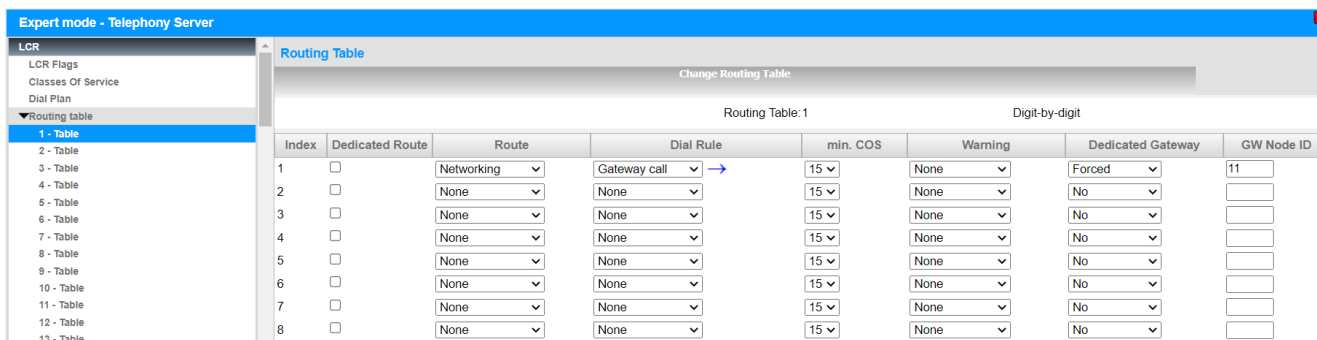 Expert mode - Telephony Server
LCR
LCR Flags
Classes Of Service
Dial Plan
Routing table
1 - Table
2 - Table
3 - Table
4 - Table
5 - Table
6 - Table
7 - Table
8 - Table
9 - Table
10 - Table
11 - Table
12 - Table
13 - Table
Routing Table
Change Routing Table
Routing Table: 1 Digit-by-digit
Index Dedicated Route Route Dial Rule min. COS Warning Dedicated Gateway GW Node ID
1 Networking Gateway call → 15 None Forced 11
2 None None 15 None No
3 None None 15 None No
4 None None 15 None No
5 None None 15 None No
6 None None 15 None No
7 None None 15 None No
8 None None 15 None No